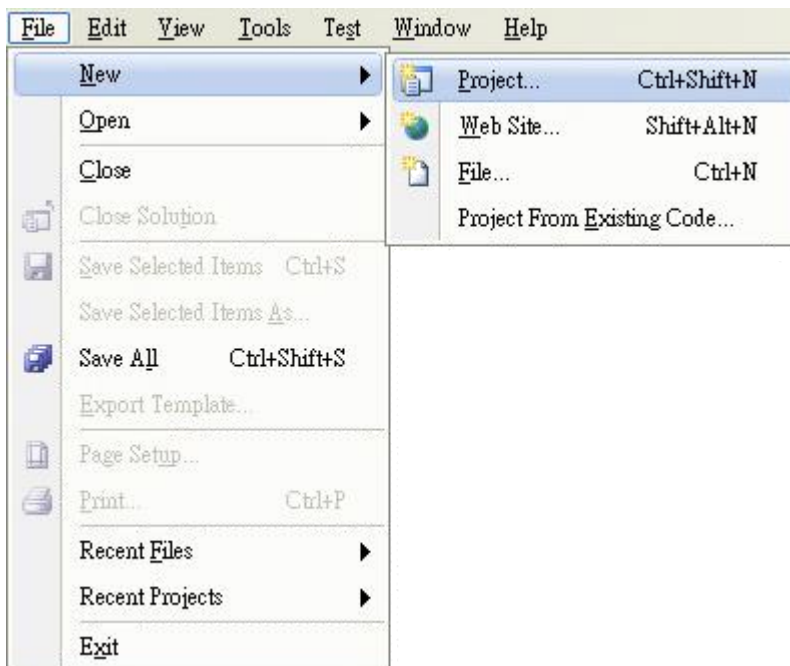 File Edit View Tools Test Window Help
New
Open
Close
Close Solution
Save Selected Items Ctrl+S
Save Selected Items As...
Save All Ctrl+Shift+S
Export Template...
Page Setup...
Print... Ctrl+P
Recent Files
Recent Projects
Exit
Project... Ctrl+Shift+N
Web Site... Shift+Alt+N
File... Ctrl+N
Project From Existing Code...